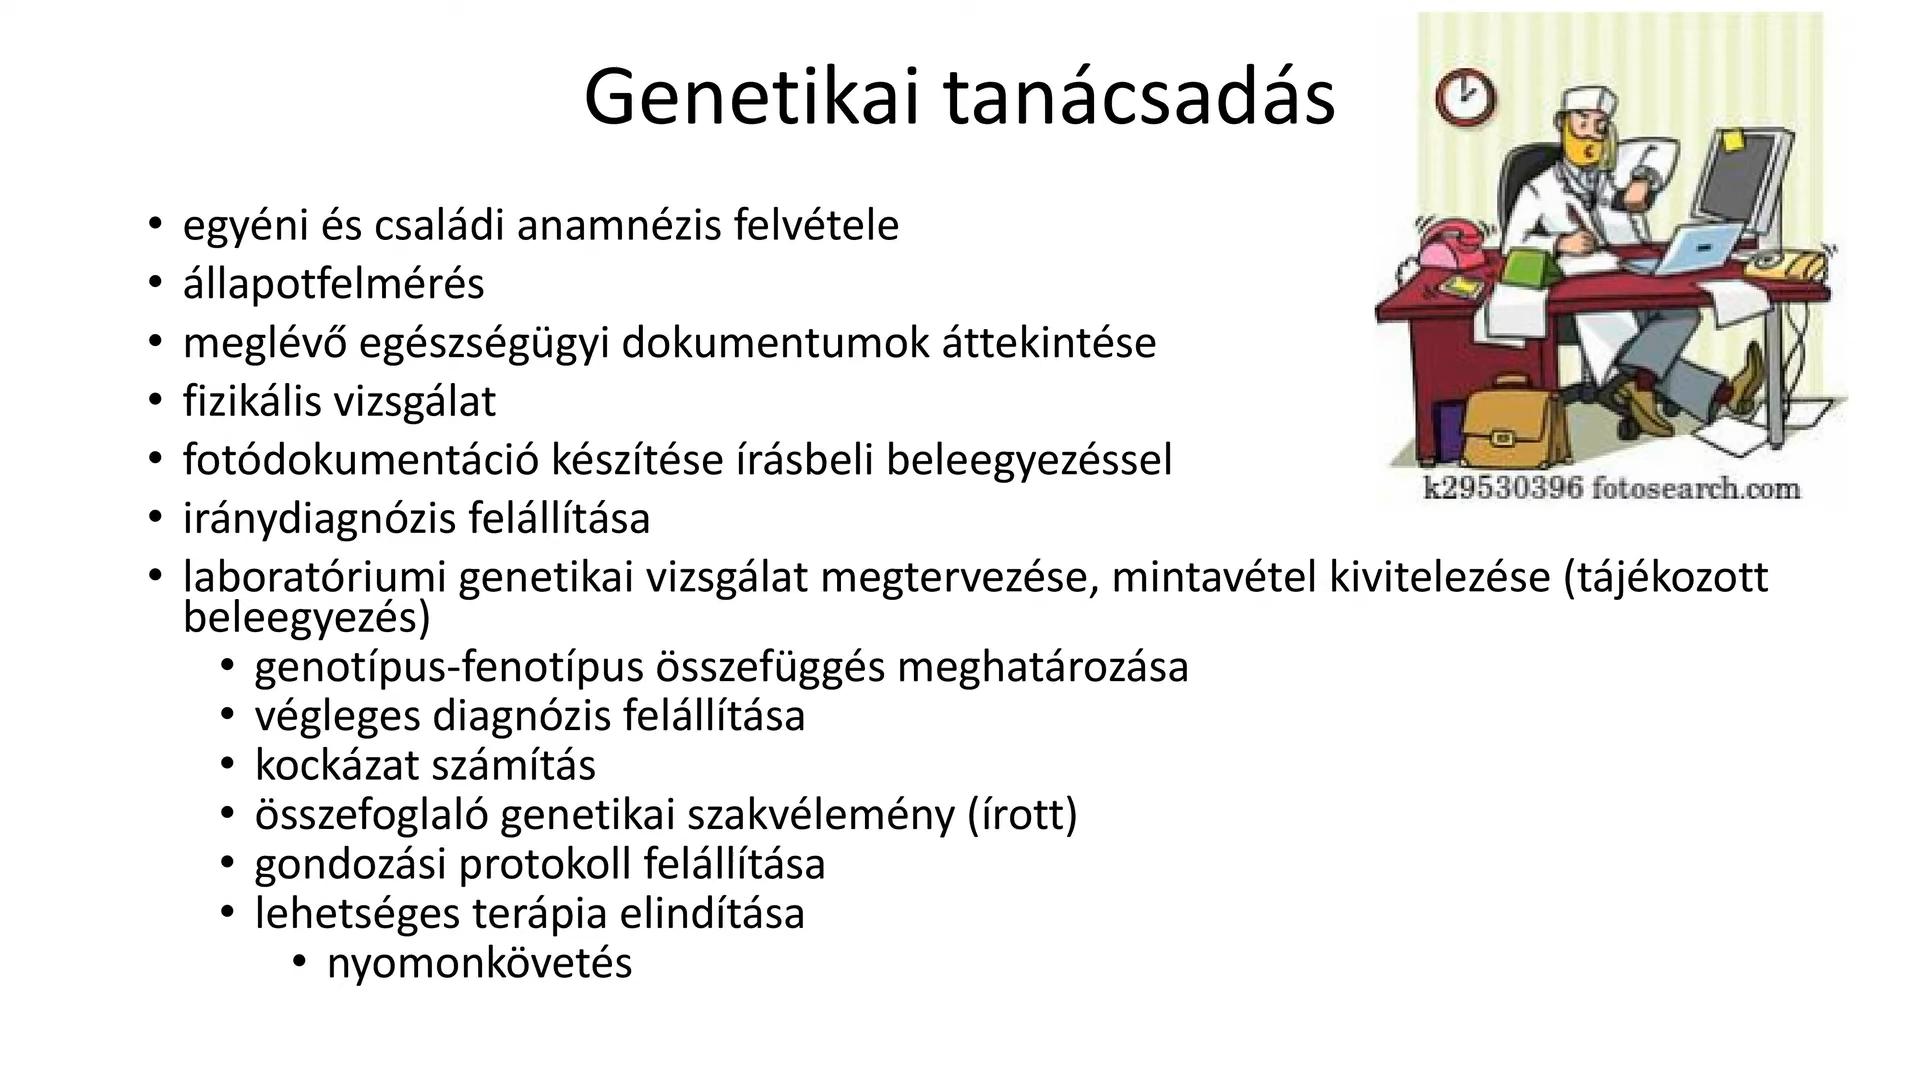 Genetikai tanácsadás
• egyéni és családi anamnézis felvétele
• állapotfelmérés
• meglévő egészségügyi dokumentumok áttekintése
• fizikális vizsgálat
• fotódokumentáció készítése írásbeli beleegyezéssel
k29530396 fotosearch.com
• iránydiagnózis felállítása
• laboratóriumi genetikai vizsgálat megtervezése, mintavétel kivitelezése (tájékozott
beleegyezés)
• genotípus-fenotípus összefüggés meghatározása
• végleges diagnózis felállítása
• kockázat számítás
• összefoglaló genetikai szakvélemény (írott)
• gondozási protokoll felállítása
• lehetséges terápia elindítása
• nyomonkövetés